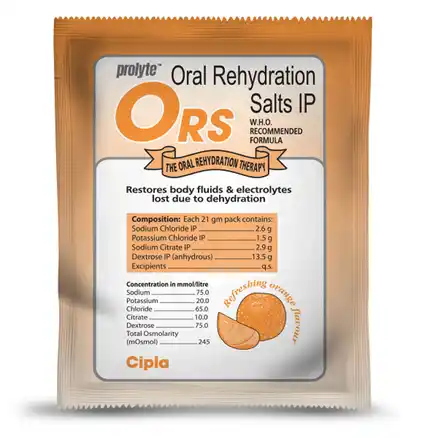 prolyte™
Oral Rehydration
Salts IP
ORS
W.H.O.
RECOMMENDED
FORMULA
THE ORAL REHYDRATION THERAPY
Restores body fluids & electrolytes
lost due to dehydration
Composition: Each 21 gm pack contains:
Sodium Chloride IP 2.6 g
Potassium Chloride IP 1.5 g
Sodium Citrate IP 2.9 g
Dextrose IP (anhydrous) 13.5 g
Excipients q.s.
Concentration in mmol/litre
Sodium 75.0
Potassium 20.0
Chloride 65.0
Citrate 10.0
Dextrose 75.0
Total Osmolarity
(mOsmol) 245
Refreshing orange flavour
Cipla